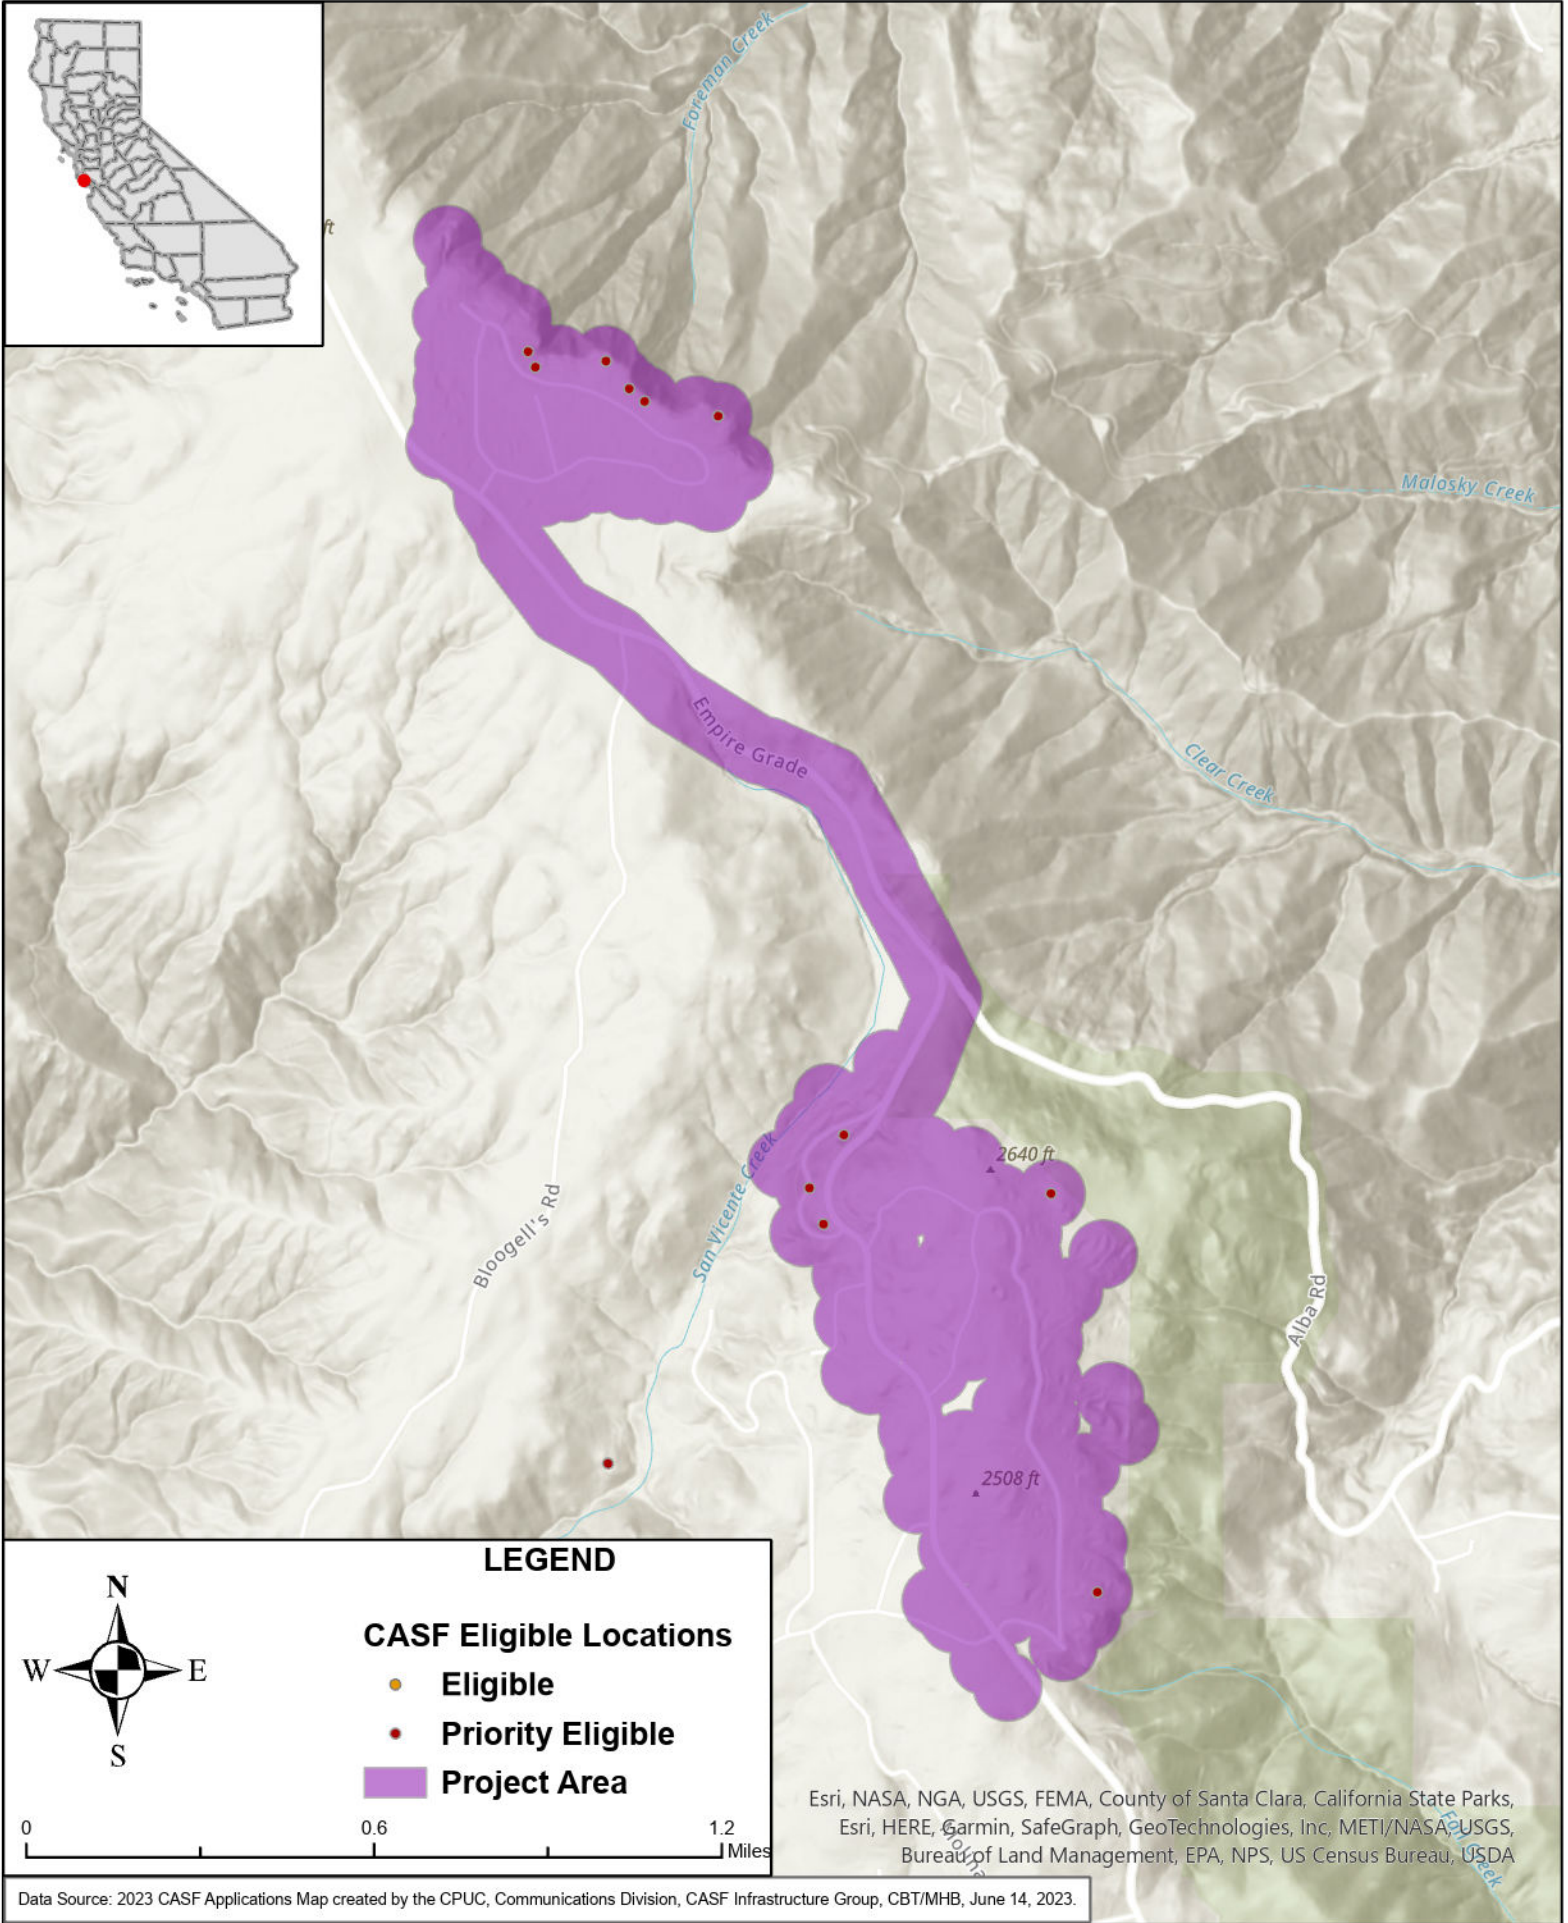 Foreman Creek
ft
Malosky Creek
Clear Creek
Empire Grade
San Vicente Creek
2640 ft
Bloogell's Rd
Alba Rd
2508 ft
LEGEND
N
W
E
S
CASF Eligible Locations
Eligible
Priority Eligible
Project Area
0
0.6
1.2
Miles
Esri, NASA, NGA, USGS, FEMA, County of Santa Clara, California State Parks,
Esri, HERE, Garmin, SafeGraph, GeoTechnologies, Inc, METI/NASA, USGS,
Bureau of Land Management, EPA, NPS, US Census Bureau, USDA
Fall Creek
Data Source: 2023 CASF Applications Map created by the CPUC, Communications Division, CASF Infrastructure Group, CBT/MHB, June 14, 2023.